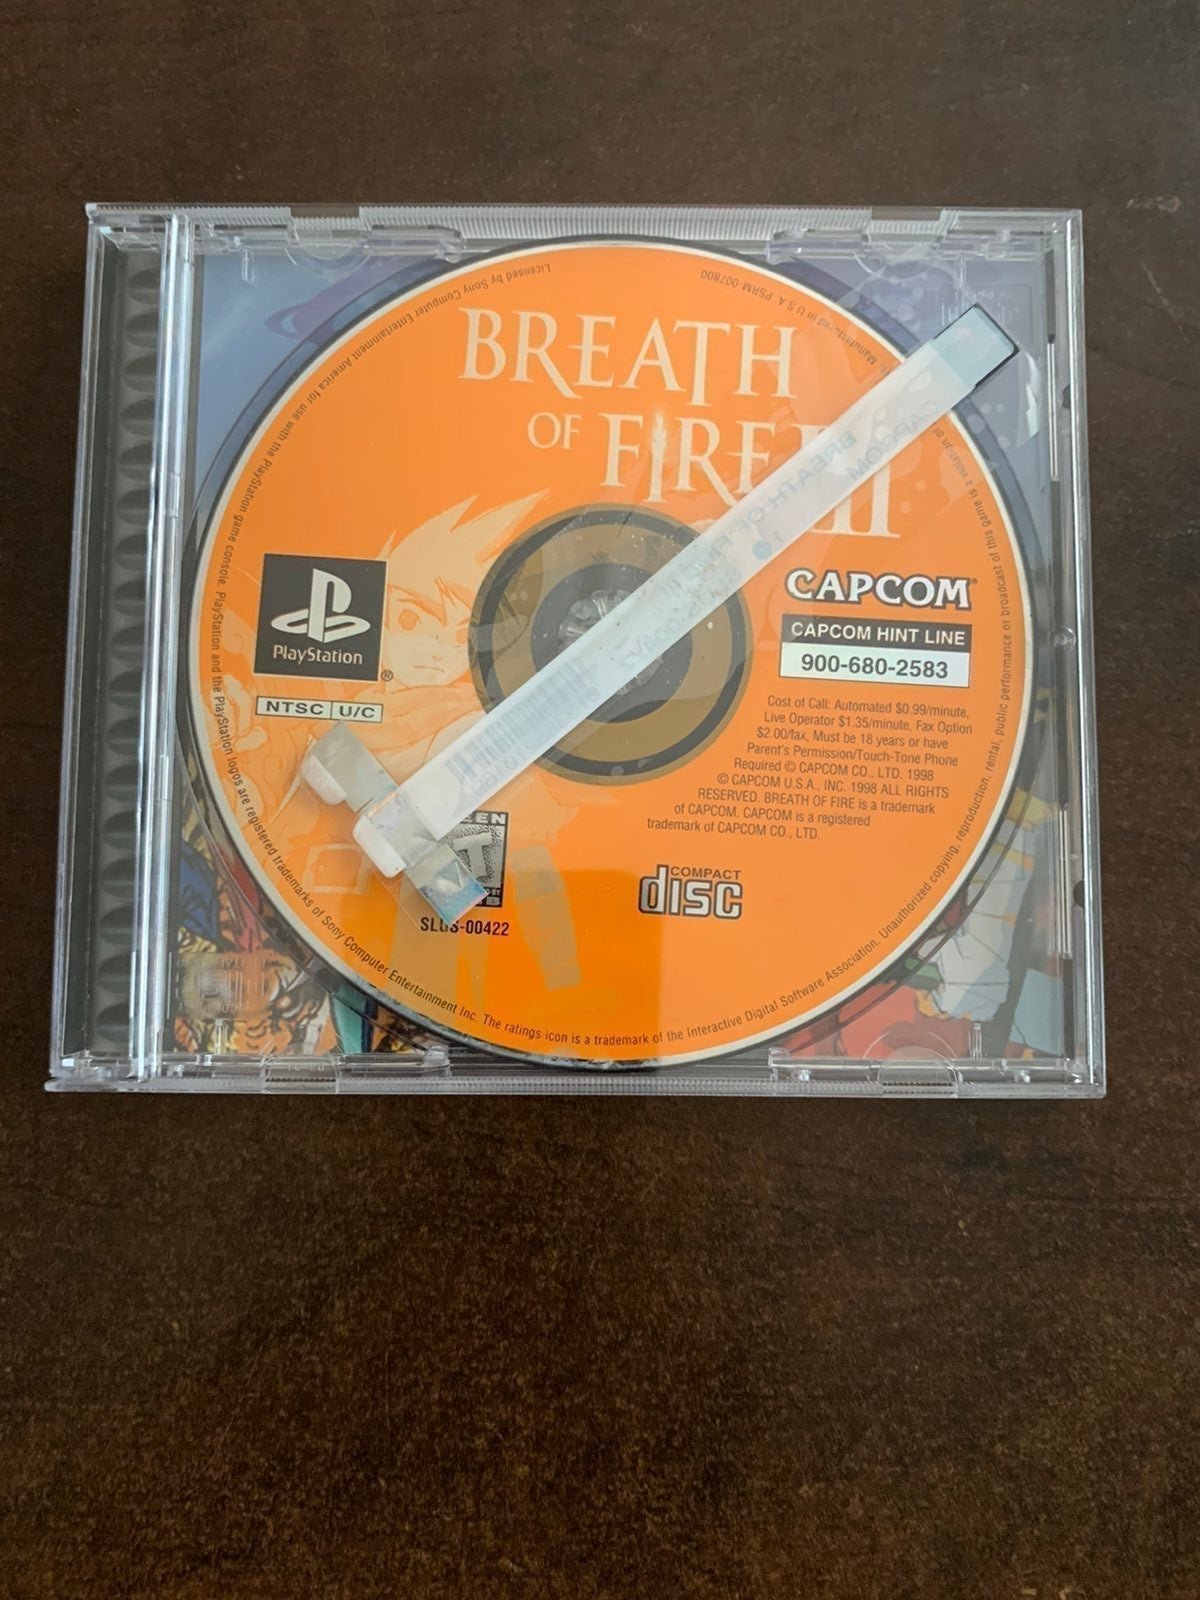 BREATH
OF FIRE III
PlayStation
®
NTSC U/C
CAPCOM®
CAPCOM HINT LINE
900-680-2583
Cost of Call: Automated $0.99/minute,
Live Operator $1.35/minute, Fax Option
$2.00/fax, Must be 18 years or have
Parent's Permission/Touch-Tone Phone
Required © CAPCOM CO., LTD. 1998
© CAPCOM U.S.A., INC. 1998 ALL RIGHTS
RESERVED. BREATH OF FIRE is a trademark
of CAPCOM. CAPCOM is a registered
trademark of CAPCOM CO., LTD.
T
SLUS-00422
COMPACT
disc
Licensed by Sony Computer Entertainment America for use with the PlayStation game console. PlayStation and the PlayStation logos are registered trademarks of Sony Computer Entertainment Inc. The ratings icon is a trademark of the Interactive Digital Software Association. Unauthorized copying, reproduction, rental, public performance or broadcast of this game is a violation of
Manufactured in U.S.A. PSRM-007800
CAPCOM
BREATH OF